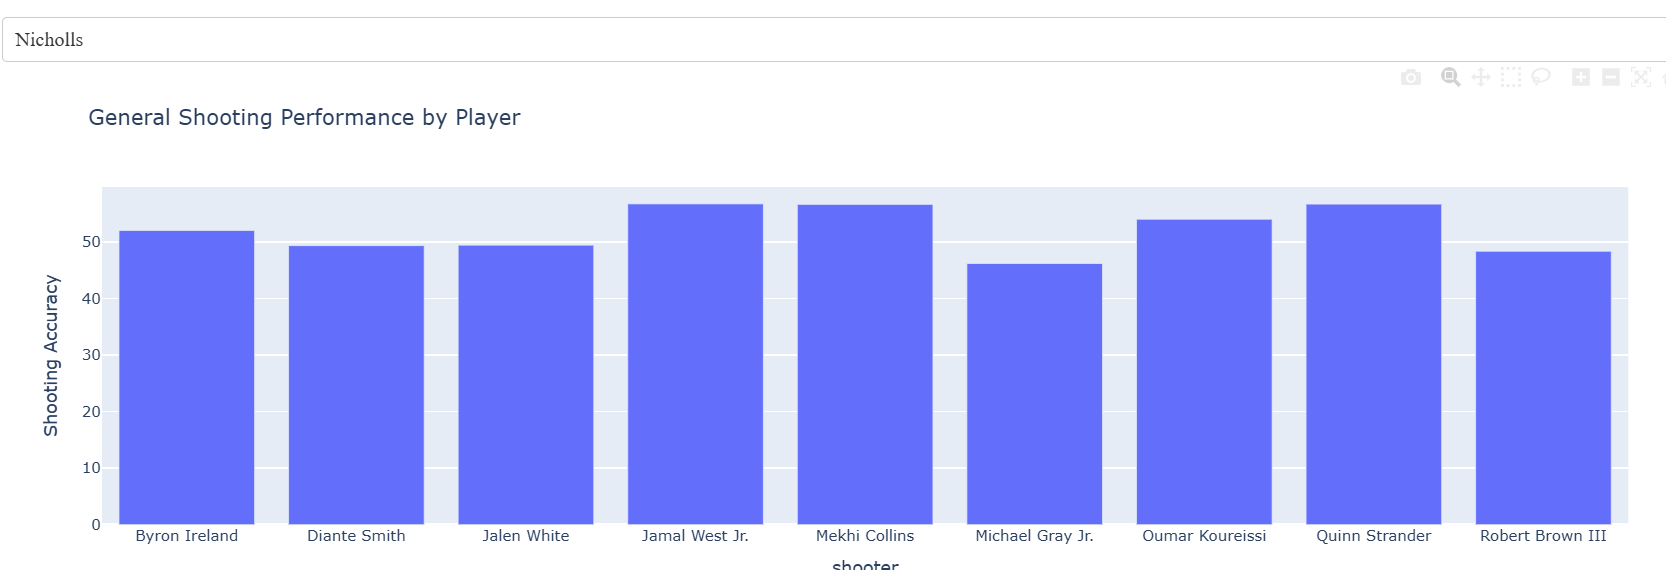 Nicholls
General Shooting Performance by Player
Shooting Accuracy
50
40
30
20
10
0
Byron Ireland Diante Smith Jalen White Jamal West Jr. Mekhi Collins Michael Gray Jr. Oumar Koureissi Quinn Strander Robert Brown III
shooter